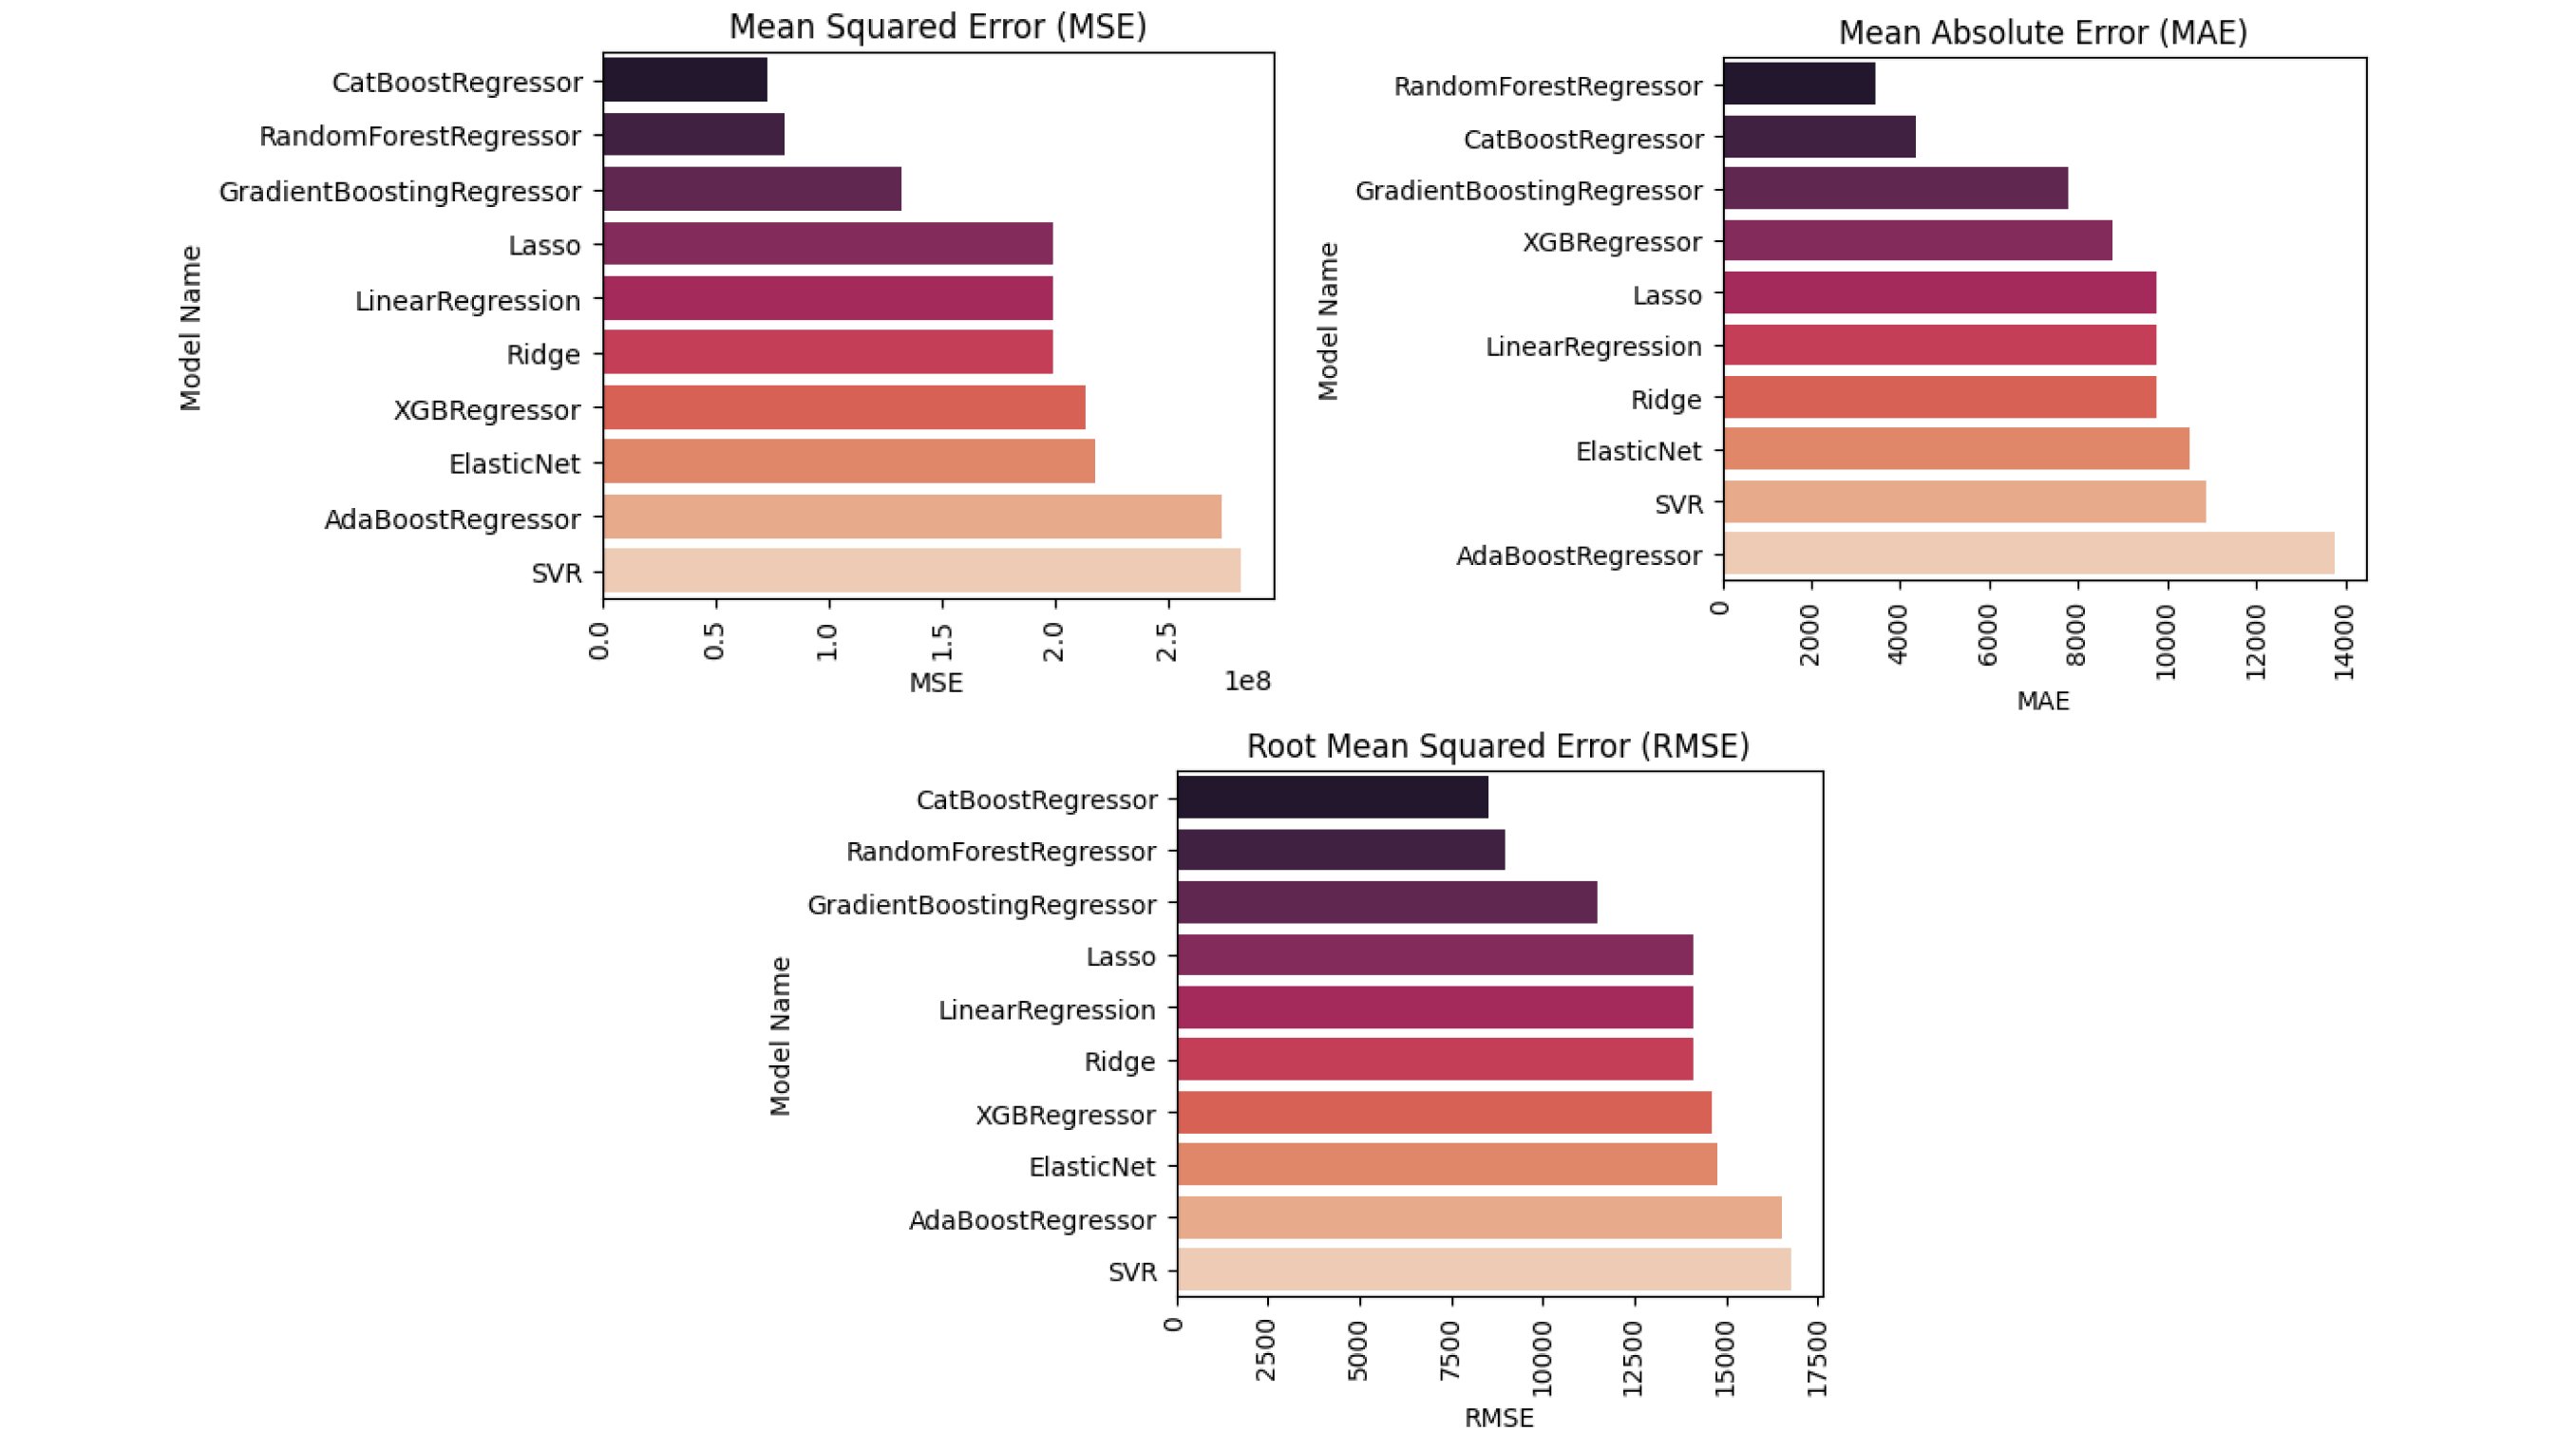 Mean Squared Error (MSE)
Model Name
CatBoostRegressor
RandomForestRegressor
GradientBoostingRegressor
Lasso
LinearRegression
Ridge
XGBRegressor
ElasticNet
AdaBoostRegressor
SVR
0.0
0.5
1.0
1.5
2.0
2.5
1e8
MSE
Mean Absolute Error (MAE)
Model Name
RandomForestRegressor
CatBoostRegressor
GradientBoostingRegressor
XGBRegressor
Lasso
LinearRegression
Ridge
ElasticNet
SVR
AdaBoostRegressor
0
2000
4000
6000
8000
10000
12000
14000
MAE
Root Mean Squared Error (RMSE)
Model Name
CatBoostRegressor
RandomForestRegressor
GradientBoostingRegressor
Lasso
LinearRegression
Ridge
XGBRegressor
ElasticNet
AdaBoostRegressor
SVR
0
2500
5000
7500
10000
12500
15000
17500
RMSE